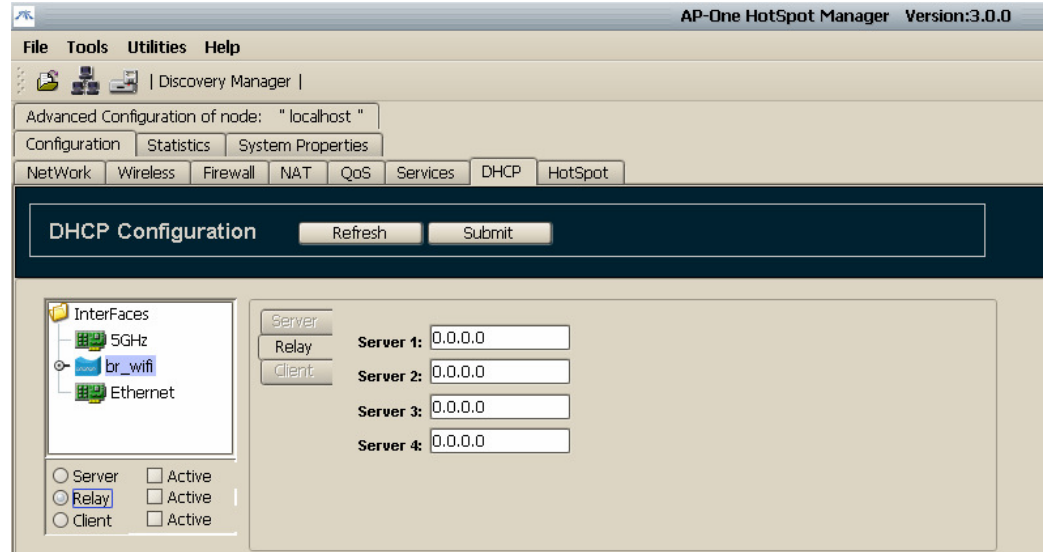 AP-One HotSpot Manager Version:3.0.0
File Tools Utilities Help
| Discovery Manager |
Advanced Configuration of node: " localhost "
Configuration Statistics System Properties
NetWork Wireless Firewall NAT QoS Services DHCP HotSpot
DHCP Configuration Refresh Submit
InterFaces
5GHz
br_wifi
Ethernet
Server Active
Relay Active
Client Active
Server
Relay
Client
Server 1: 0.0.0.0
Server 2: 0.0.0.0
Server 3: 0.0.0.0
Server 4: 0.0.0.0